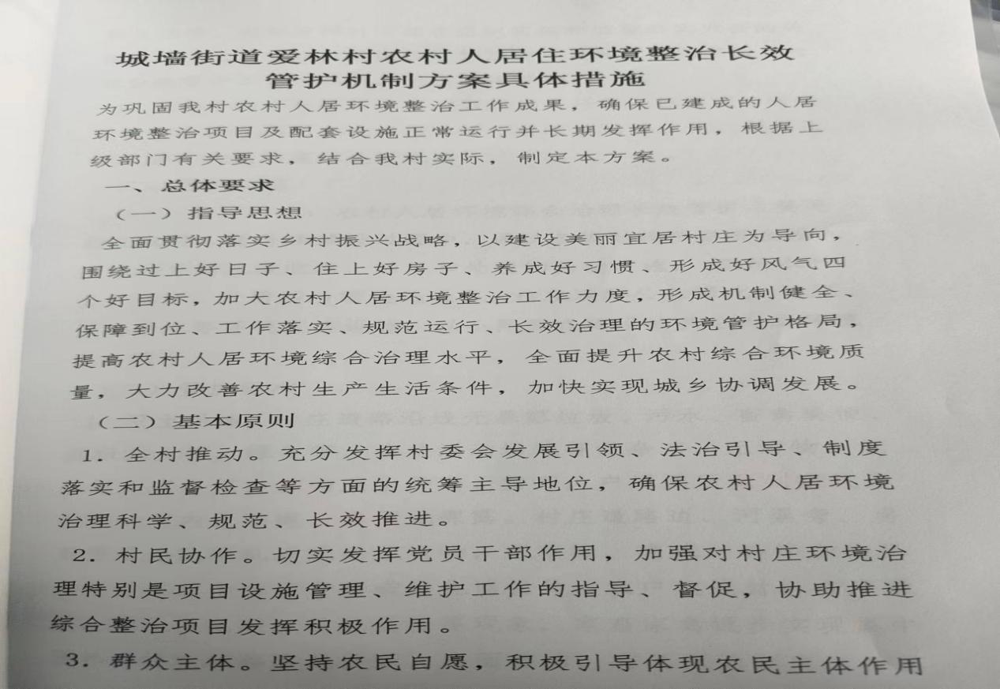 城墙街道爱林村农村人居住环境整治长效
管护机制方案具体措施
为巩固我村农村人居环境整治工作成果，确保已建成的人居
环境整治项目及配套设施正常运行并长期发挥作用，根据上
级部门有关要求，结合我村实际，制定本方案。
一、总体要求
（一）指导思想
全面贯彻落实乡村振兴战略，以建设美丽宜居村庄为导向，
围绕过上好日子、住上好房子、养成好习惯、形成好风气四
个好目标，加大农村人居环境整治工作力度，形成机制健全、
保障到位、工作落实、规范运行、长效治理的环境管护格局，
提高农村人居环境综合治理水平，全面提升农村综合环境质
量，大力改善农村生产生活条件，加快实现城乡协调发展。
（二）基本原则
1．全村推动。充分发挥村委会发展引领、法治引导、制度
落实和监督检查等方面的统筹主导地位，确保农村人居环境
治理科学、规范、长效推进。
2．村民协作。切实发挥党员干部作用，加强对村庄环境治
理特别是项目设施管理、维护工作的指导、督促，协助推进
综合整治项目发挥积极作用。
3．群众主体。坚持农民自愿，积极引导体现农民主体作用